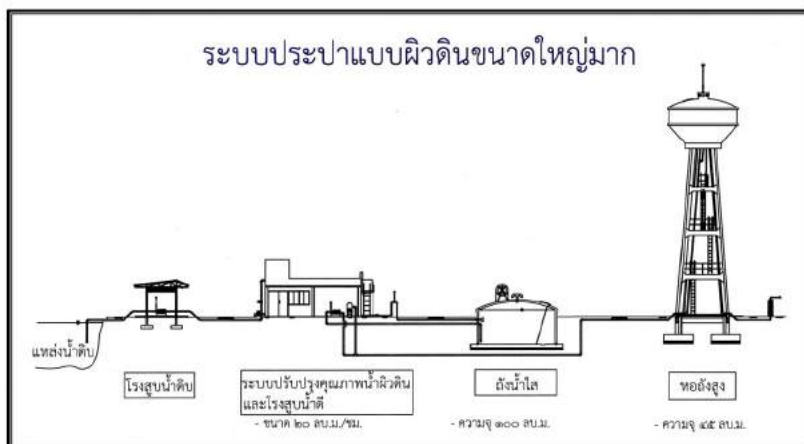 ระบบประปาแบบผิวดินขนาดใหญ่มาก
แหล่งน้ำดิบ
โรงสูบน้ำดิบ
ระบบปรับปรุงคุณภาพน้ำผิวดิน
และโรงสูบน้ำดี
- ขนาด ๒๐ ลบ.ม./ชม.
ถังน้ำใส
- ความจุ ๑๐๐ ลบ.ม.
หอถังสูง
- ความจุ ๔๕ ลบ.ม.